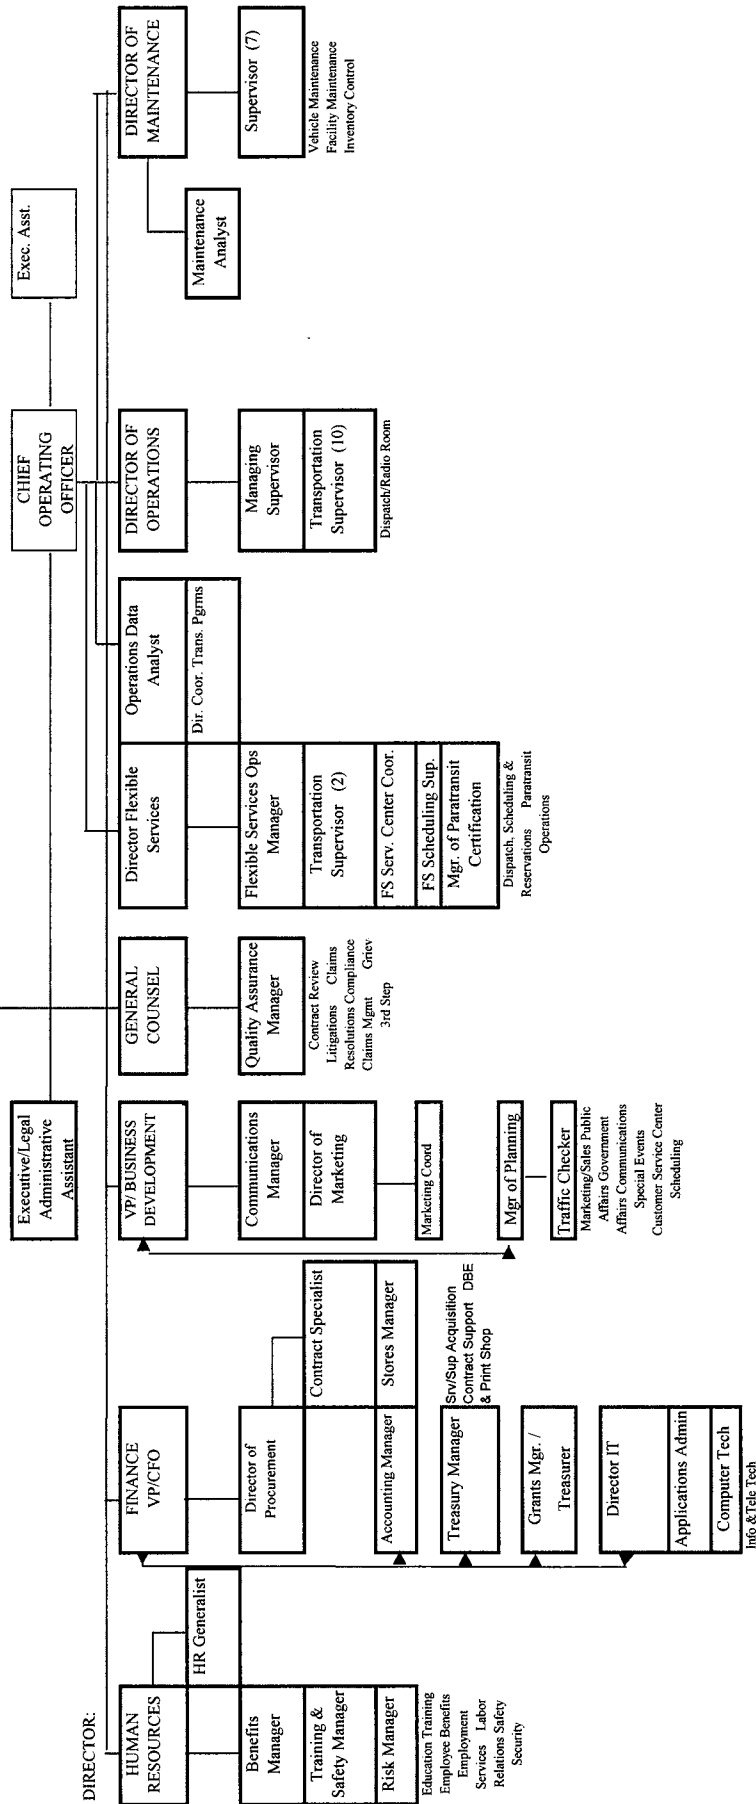 Executive/Legal
Administrative
Assistant
CHIEF
OPERATING
OFFICER
Exec. Asst.
DIRECTOR:
HUMAN
RESOURCES
HR Generalist
Benefits
Manager
Training &
Safety Manager
Risk Manager
Education Training
Employee Benefits
Employment
Services Labor
Relations Safety
Security
FINANCE
VP/CFO
Director of
Procurement
Contract Specialist
Accounting Manager
Stores Manager
Treasury Manager
Srv/Sup Acquisition
Contract Support DBE
& Print Shop
Grants Mgr. /
Treasurer
Director IT
Applications Admin
Computer Tech
Info &Tele Tech
VP/ BUSINESS
DEVELOPMENT
Communications
Manager
Director of
Marketing
Marketing Coord
Mgr of Planning
Traffic Checker
Marketing/Sales Public
Affairs Government
Affairs Communications
Special Events
Customer Service Center
Scheduling
GENERAL
COUNSEL
Quality Assurance
Manager
Contract Review
Litigations Claims
Resolutions Compliance
Claims Mgmt Griev
3rd Step
Director Flexible
Services
Flexible Services Ops
Manager
Transportation
Supervisor (2)
FS Serv. Center Coor.
FS Scheduling Sup.
Mgr. of Paratransit
Certification
Dispatch, Scheduling &
Reservations Paratransit
Operations
Operations Data
Analyst
Dir. Coor. Trans. Pgrms
DIRECTOR OF
OPERATIONS
Managing
Supervisor
Transportation
Supervisor (10)
Dispatch/Radio Room
DIRECTOR OF
MAINTENANCE
Maintenance
Analyst
Supervisor (7)
Vehicle Maintenance
Facility Maintenance
Inventory Control